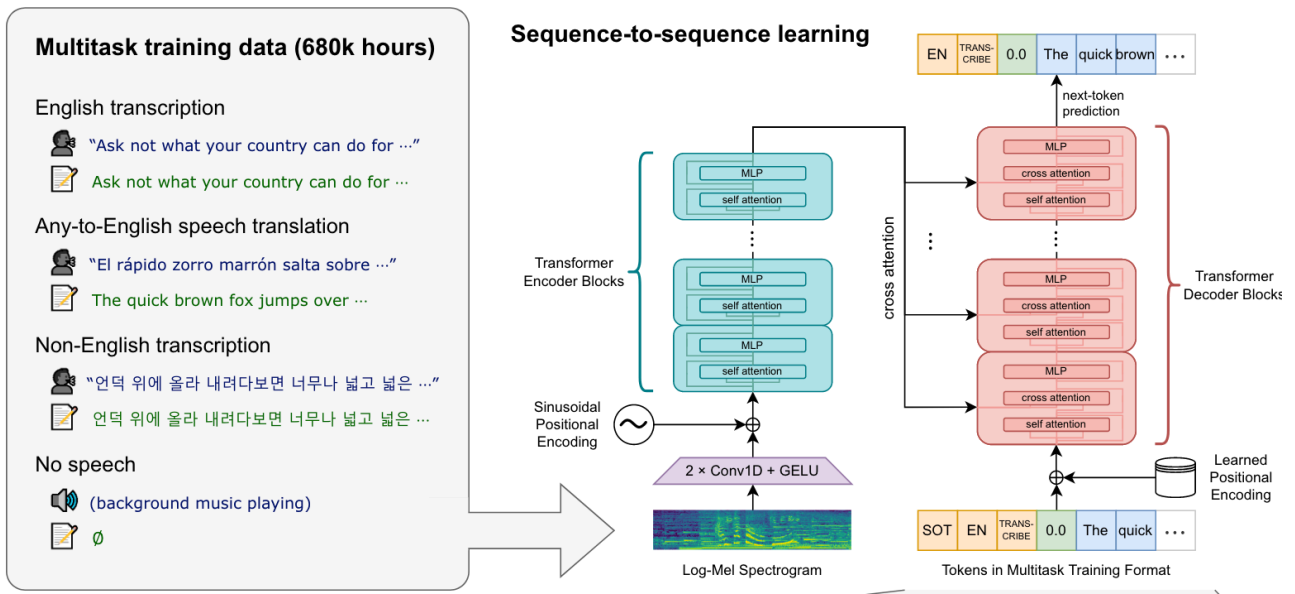 Multitask training data (680k hours)
English transcription
“Ask not what your country can do for ⋯”
Ask not what your country can do for ⋯
Any-to-English speech translation
“El rápido zorro marrón salta sobre ⋯”
The quick brown fox jumps over ⋯
Non-English transcription
“언덕 위에 올라 내려다보면 너무나 넓고 넓은 ⋯”
언덕 위에 올라 내려다보면 너무나 넓고 넓은 ⋯
No speech
(background music playing)
∅
Sequence-to-sequence learning
EN TRANS-CRIBE 0.0 The quick brown ⋯
next-token
prediction
MLP
self attention
⋮
MLP
self attention
MLP
self attention
Transformer
Encoder Blocks
cross attention
⋮
MLP
cross attention
self attention
⋮
MLP
cross attention
self attention
MLP
cross attention
self attention
Transformer
Decoder Blocks
Sinusoidal
Positional
Encoding
2 × Conv1D + GELU
Log-Mel Spectrogram
Learned
Positional
Encoding
SOT EN TRANS-CRIBE 0.0 The quick ⋯
Tokens in Multitask Training Format